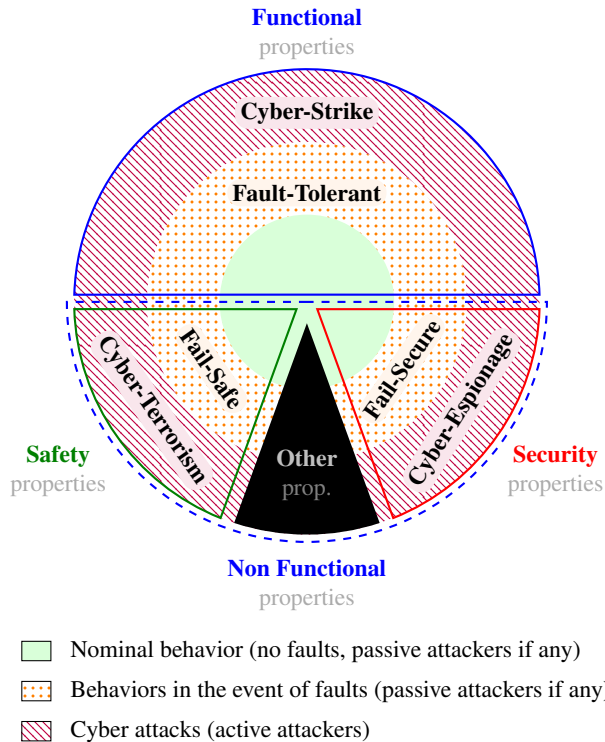 Functional
properties
Cyber-Strike
Fault-Tolerant
Fail-Safe
Fail-Secure
Cyber-Terrorism
Cyber-Espionage
Safety
properties
Other
prop.
Security
properties
Non Functional
properties
Nominal behavior (no faults, passive attackers if any)
Behaviors in the event of faults (passive attackers if any)
Cyber attacks (active attackers)